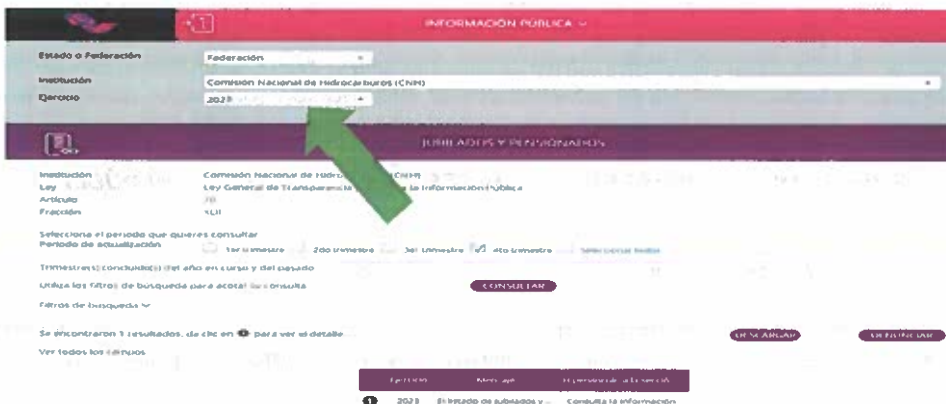 INFORMACIÓN PÚBLICA
Estado o Federación Federación
Institución Comisión Nacional de Hidrocarburos (CNH)
Ejercicio 2023
JUBILADOS Y PENSIONADOS
Institución Comisión Nacional de (CNH)
Ley Ley General de Transparencia a la Información Pública
Artículo 70
Fracción XLII
Selecciona el periodo que quieres consultar
Periodo de actualización 1er trimestre 2do trimestre 3er trimestre 4to trimestre Seleccionar todos
Trimestre(s) concluido(s) del año en curso y del pasado
Utiliza los filtros de búsqueda para acotar tu consulta CONSULTAR
Filtros de búsqueda
Se encontraron 1 resultados, da clic en para ver el detalle. DESCARGAR DENUNCIAR
Ver todos los campos
Ejercicio Mensaje
2023 El listado de jubilados y ... Consulta la información